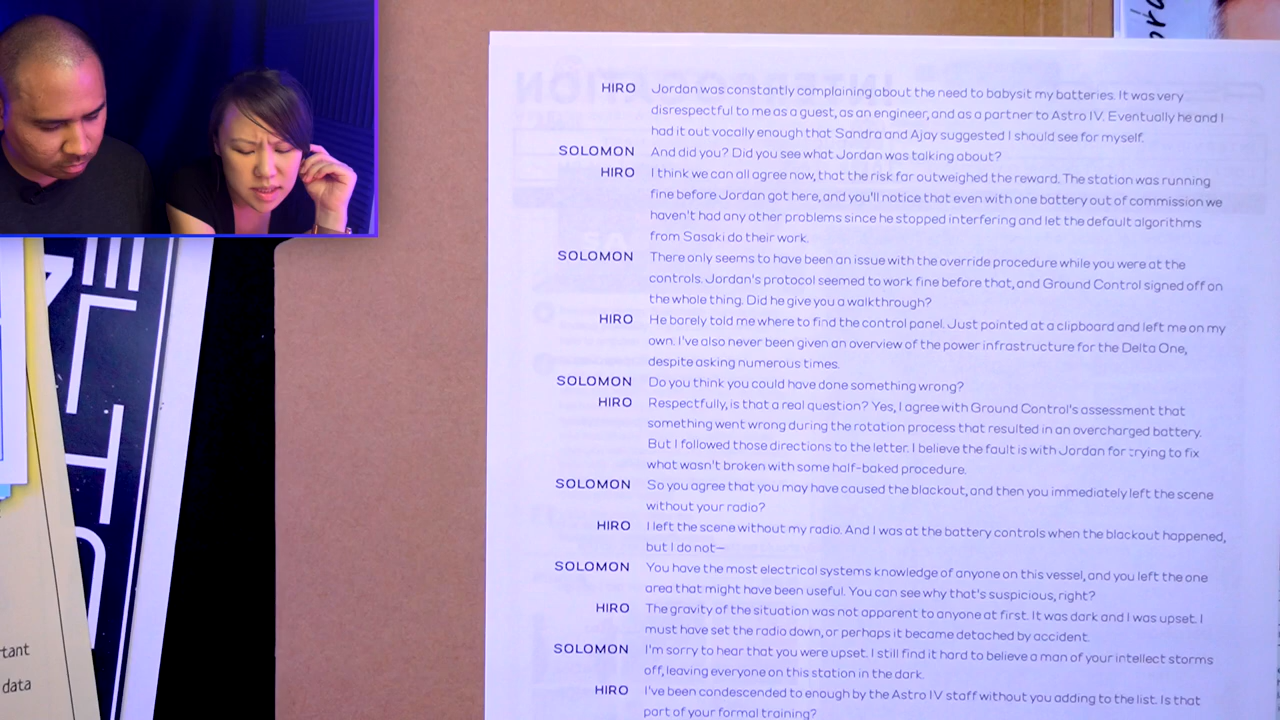 HIRO Jordan was constantly complaining about the need to babysit my batteries. It was very
disrespectful to me as a guest, as an engineer, and as a partner to Astro IV. Eventually he and I
had it out vocally enough that Sandra and Ajay suggested I should see for myself.
SOLOMON And did you? Did you see what Jordan was talking about?
HIRO I think we can all agree now, that the risk far outweighed the reward. The station was running
fine before Jordan got here, and you'll notice that even with one battery out of commission we
haven't had any other problems since he stopped interfering and let the default algorithms
from Sasaki do their work.
SOLOMON There only seems to have been an issue with the override procedure while you were at the
controls. Jordan's protocol seemed to work fine before that, and Ground Control signed off on
the whole thing. Did he give you a walkthrough?
HIRO He barely told me where to find the control panel. Just pointed at a clipboard and left me on my
own. I've also never been given an overview of the power infrastructure for the Delta One,
despite asking numerous times.
SOLOMON Do you think you could have done something wrong?
HIRO Respectfully, is that a real question? Yes, I agree with Ground Control's assessment that
something went wrong during the rotation process that resulted in an overcharged battery.
But I followed those directions to the letter. I believe the fault is with Jordan for trying to fix
what wasn't broken with some half-baked procedure.
SOLOMON So you agree that you may have caused the blackout, and then you immediately left the scene
without your radio?
HIRO I left the scene without my radio. And I was at the battery controls when the blackout happened,
but I do not—
SOLOMON You have the most electrical systems knowledge of anyone on this vessel, and you left the one
area that might have been useful. You can see why that's suspicious, right?
HIRO The gravity of the situation was not apparent to anyone at first. It was dark and I was upset. I
must have set the radio down, or perhaps it became detached by accident.
SOLOMON I'm sorry to hear that you were upset. I still find it hard to believe a man of your intellect storms
off, leaving everyone on this station in the dark.
HIRO I've been condescended to enough by the Astro IV staff without you adding to the list. Is that
part of your formal training?
tant
data